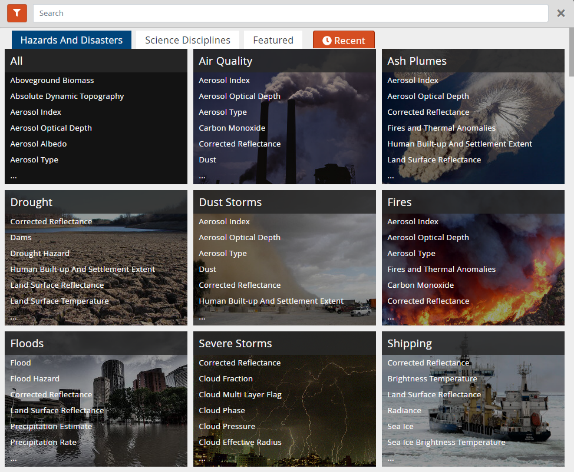 Search
Hazards And Disasters
Science Disciplines
Featured
Recent
All
Aboveground Biomass
Absolute Dynamic Topography
Aerosol Index
Aerosol Optical Depth
Aerosol Albedo
Aerosol Type
...
Air Quality
Aerosol Index
Aerosol Optical Depth
Aerosol Type
Carbon Monoxide
Corrected Reflectance
Dust
...
Ash Plumes
Aerosol Index
Aerosol Optical Depth
Corrected Reflectance
Fires and Thermal Anomalies
Human Built-up And Settlement Extent
Land Surface Reflectance
...
Drought
Corrected Reflectance
Dams
Drought Hazard
Human Built-up And Settlement Extent
Land Surface Reflectance
Land Surface Temperature
...
Dust Storms
Aerosol Index
Aerosol Optical Depth
Aerosol Type
Dust
Corrected Reflectance
Human Built-up And Settlement Extent
...
Fires
Aerosol Index
Aerosol Optical Depth
Aerosol Type
Fires and Thermal Anomalies
Carbon Monoxide
Corrected Reflectance
...
Floods
Flood
Flood Hazard
Corrected Reflectance
Land Surface Reflectance
Precipitation Estimate
Precipitation Rate
...
Severe Storms
Corrected Reflectance
Cloud Fraction
Cloud Multi Layer Flag
Cloud Phase
Cloud Pressure
Cloud Effective Radius
...
Shipping
Corrected Reflectance
Brightness Temperature
Land Surface Reflectance
Radiance
Sea Ice
Sea Ice Brightness Temperature
...